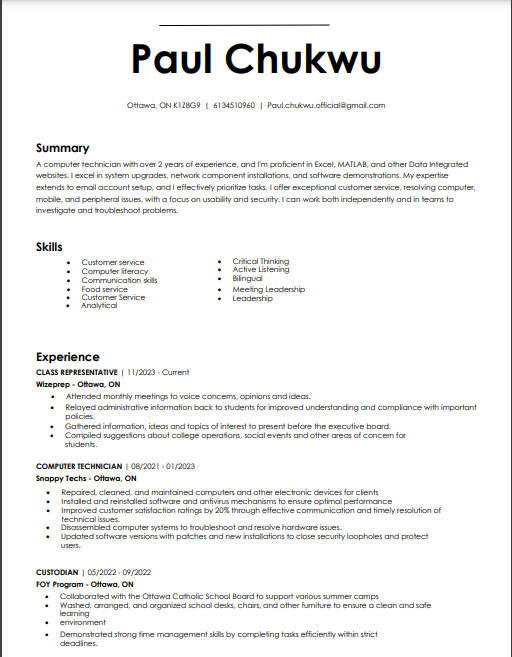 Paul Chukwu
Ottawa, ON K1Z8G9 | 6134510960 | Paul.chukwu.official@gmail.com
Summary
A computer technician with over 2 years of experience, and I'm proficient in Excel, MATLAB, and other Data Integrated
websites. I excel in system upgrades, network component installations, and software demonstrations. My expertise
extends to email account setup, and I effectively prioritize tasks. I offer exceptional customer service, resolving computer,
mobile, and peripheral issues, with a focus on usability and security. I can work both independently and in teams to
investigate and troubleshoot problems.
Skills
• Customer service
• Computer literacy
• Communication skills
• Food service
• Customer Service
• Analytical
• Critical Thinking
• Active Listening
• Bilingual
• Meeting Leadership
• Leadership
Experience
CLASS REPRESENTATIVE | 11/2023 - Current
Wizeprep - Ottawa, ON
• Attended monthly meetings to voice concerns, opinions and ideas.
• Relayed administrative information back to students for improved understanding and compliance with important
policies.
• Gathered information, ideas and topics of interest to present before the executive board.
• Compiled suggestions about college operations, social events and other areas of concern for
students.
COMPUTER TECHNICIAN | 08/2021 - 01/2023
Snappy Techs - Ottawa, ON
• Repaired, cleaned, and maintained computers and other electronic devices for clients
• Installed and reinstalled software and antivirus mechanisms to ensure optimal performance
• Improved customer satisfaction ratings by 20% through effective communication and timely resolution of
technical issues.
• Disassembled computer systems to troubleshoot and resolve hardware issues.
• Updated software versions with patches and new installations to close security loopholes and protect
users.
CUSTODIAN | 05/2022 - 09/2022
FOY Program - Ottawa, ON
• Collaborated with the Ottawa Catholic School Board to support various summer camps
• Washed, arranged, and organized school desks, chairs, and other furniture to ensure a clean and safe
learning
• environment
• Demonstrated strong time management skills by completing tasks efficiently within strict
deadlines.